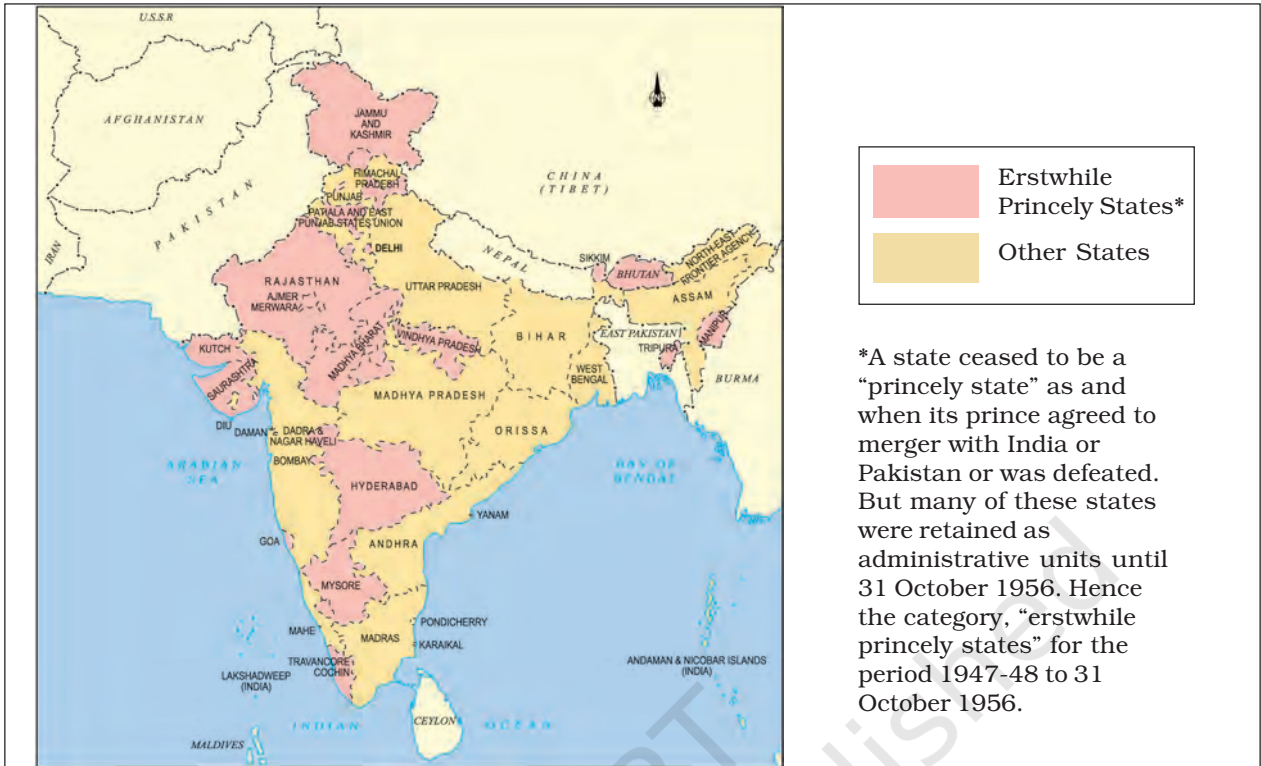 U.S.S.R
AFGHANISTAN
IRAN
PAKISTAN
JAMMU
AND
KASHMIR
CHINA
(TIBET)
HIMACHAL
PRADESH
PUNJAB
PATIALA AND EAST
PUNJAB STATES UNION
DELHI
NEPAL
SIKKIM
BHUTAN
NORTH-EAST
FRONTIER AGENCY
ASSAM
RAJASTHAN
AJMER
MERWARA
UTTAR PRADESH
BIHAR
EAST PAKISTAN
MANIPUR
TRIPURA
KUTCH
SAURASHTRA
MADHYA BHARAT
VINDHYA PRADESH
WEST
BENGAL
BURMA
MADHYA PRADESH
DIU
DAMAN
DADRA &
NAGAR HAVELI
ORISSA
BOMBAY
ARABIAN
SEA
HYDERABAD
BAY OF
BENGAL
YANAM
GOA
ANDHRA
MYSORE
MAHE
MADRAS
PONDICHERRY
KARAIKAL
TRAVANCORE
COCHIN
LAKSHADWEEP
(INDIA)
ANDAMAN & NICOBAR ISLANDS
(INDIA)
CEYLON
INDIAN OCEAN
MALDIVES
N
Erstwhile
Princely States*
Other States
*A state ceased to be a
“princely state” as and
when its prince agreed to
merger with India or
Pakistan or was defeated.
But many of these states
were retained as
administrative units until
31 October 1956. Hence
the category, “erstwhile
princely states” for the
period 1947-48 to 31
October 1956.